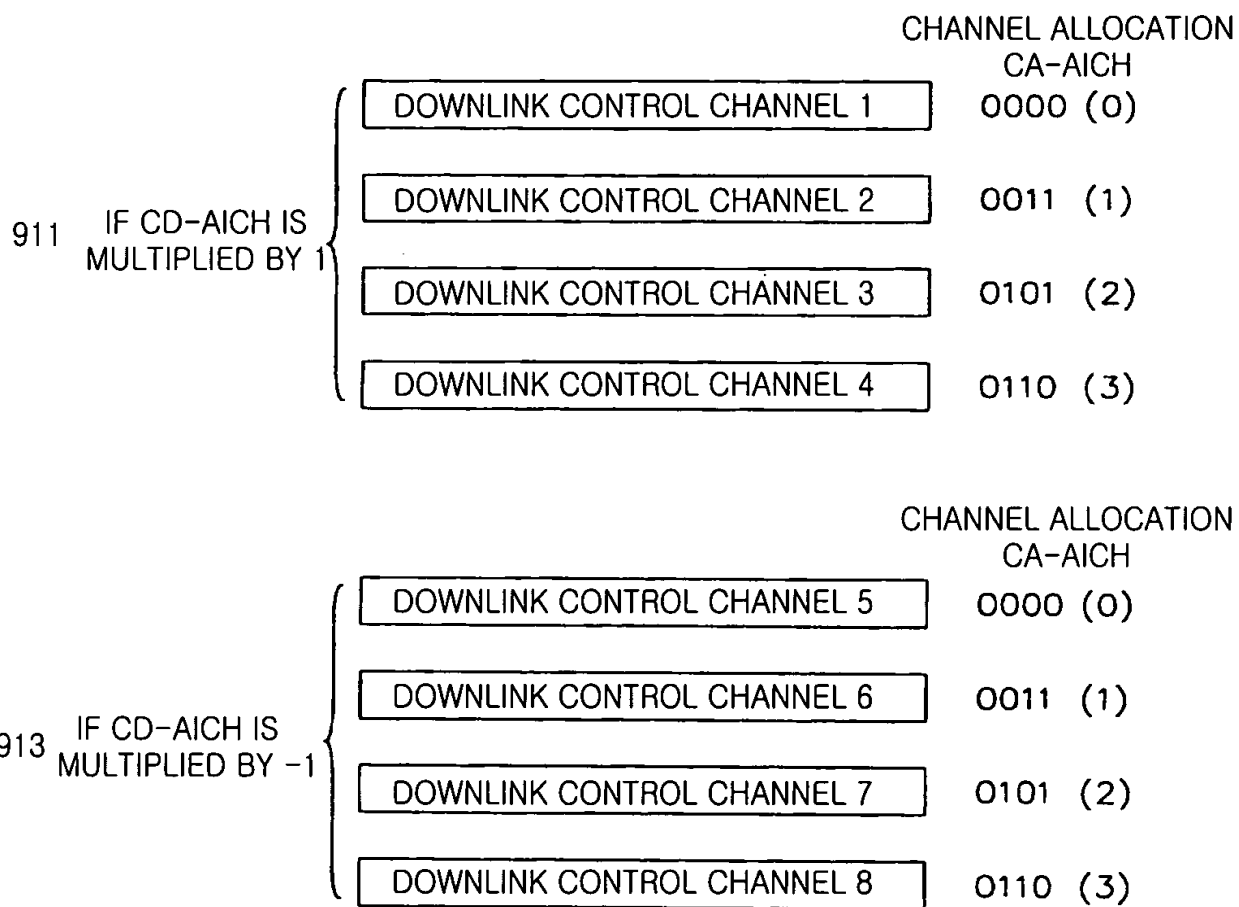 CHANNEL ALLOCATION
CA-AICH
DOWNLINK CONTROL CHANNEL 1 0000 (0)
DOWNLINK CONTROL CHANNEL 2 0011 (1)
911 IF CD-AICH IS
MULTIPLIED BY 1
DOWNLINK CONTROL CHANNEL 3 0101 (2)
DOWNLINK CONTROL CHANNEL 4 0110 (3)
CHANNEL ALLOCATION
CA-AICH
DOWNLINK CONTROL CHANNEL 5 0000 (0)
DOWNLINK CONTROL CHANNEL 6 0011 (1)
913 IF CD-AICH IS
MULTIPLIED BY -1
DOWNLINK CONTROL CHANNEL 7 0101 (2)
DOWNLINK CONTROL CHANNEL 8 0110 (3)